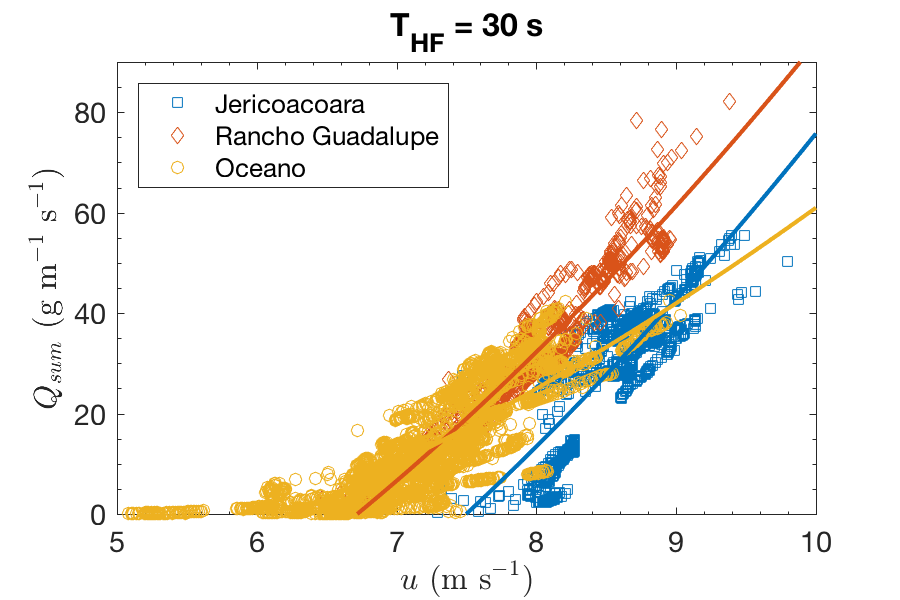 T_HF = 30 s
Jericoacoara
Rancho Guadalupe
Oceano
Q_sum (g m⁻¹ s⁻¹)
80
60
40
20
0
5 6 7 8 9 10
u (m s⁻¹)